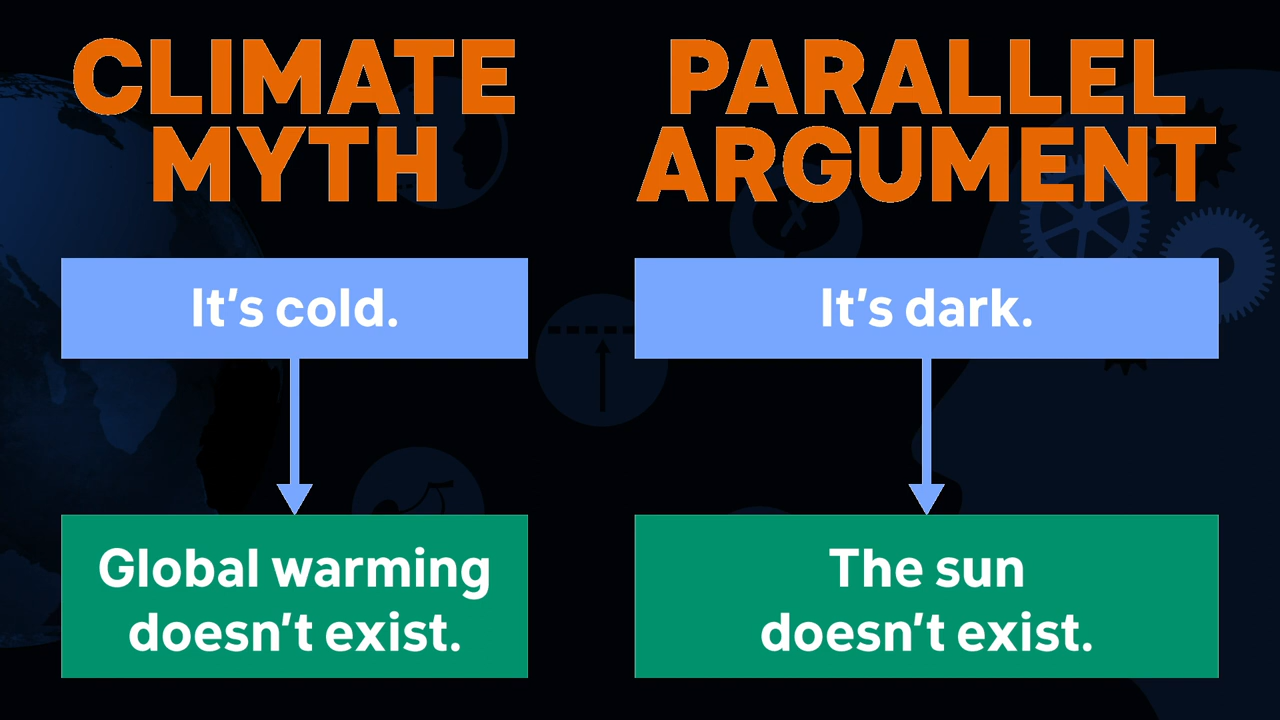 CLIMATE
MYTH
It's cold.
Global warming
doesn't exist.
PARALLEL
ARGUMENT
It's dark.
The sun
doesn't exist.